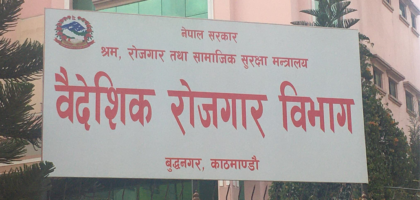 नेपाल सरकार
श्रम, रोजगार तथा सामाजिक सुरक्षा मन्त्रालय
वैदेशिक रोजगार विभाग
बुद्धनगर, काठमाण्डौ